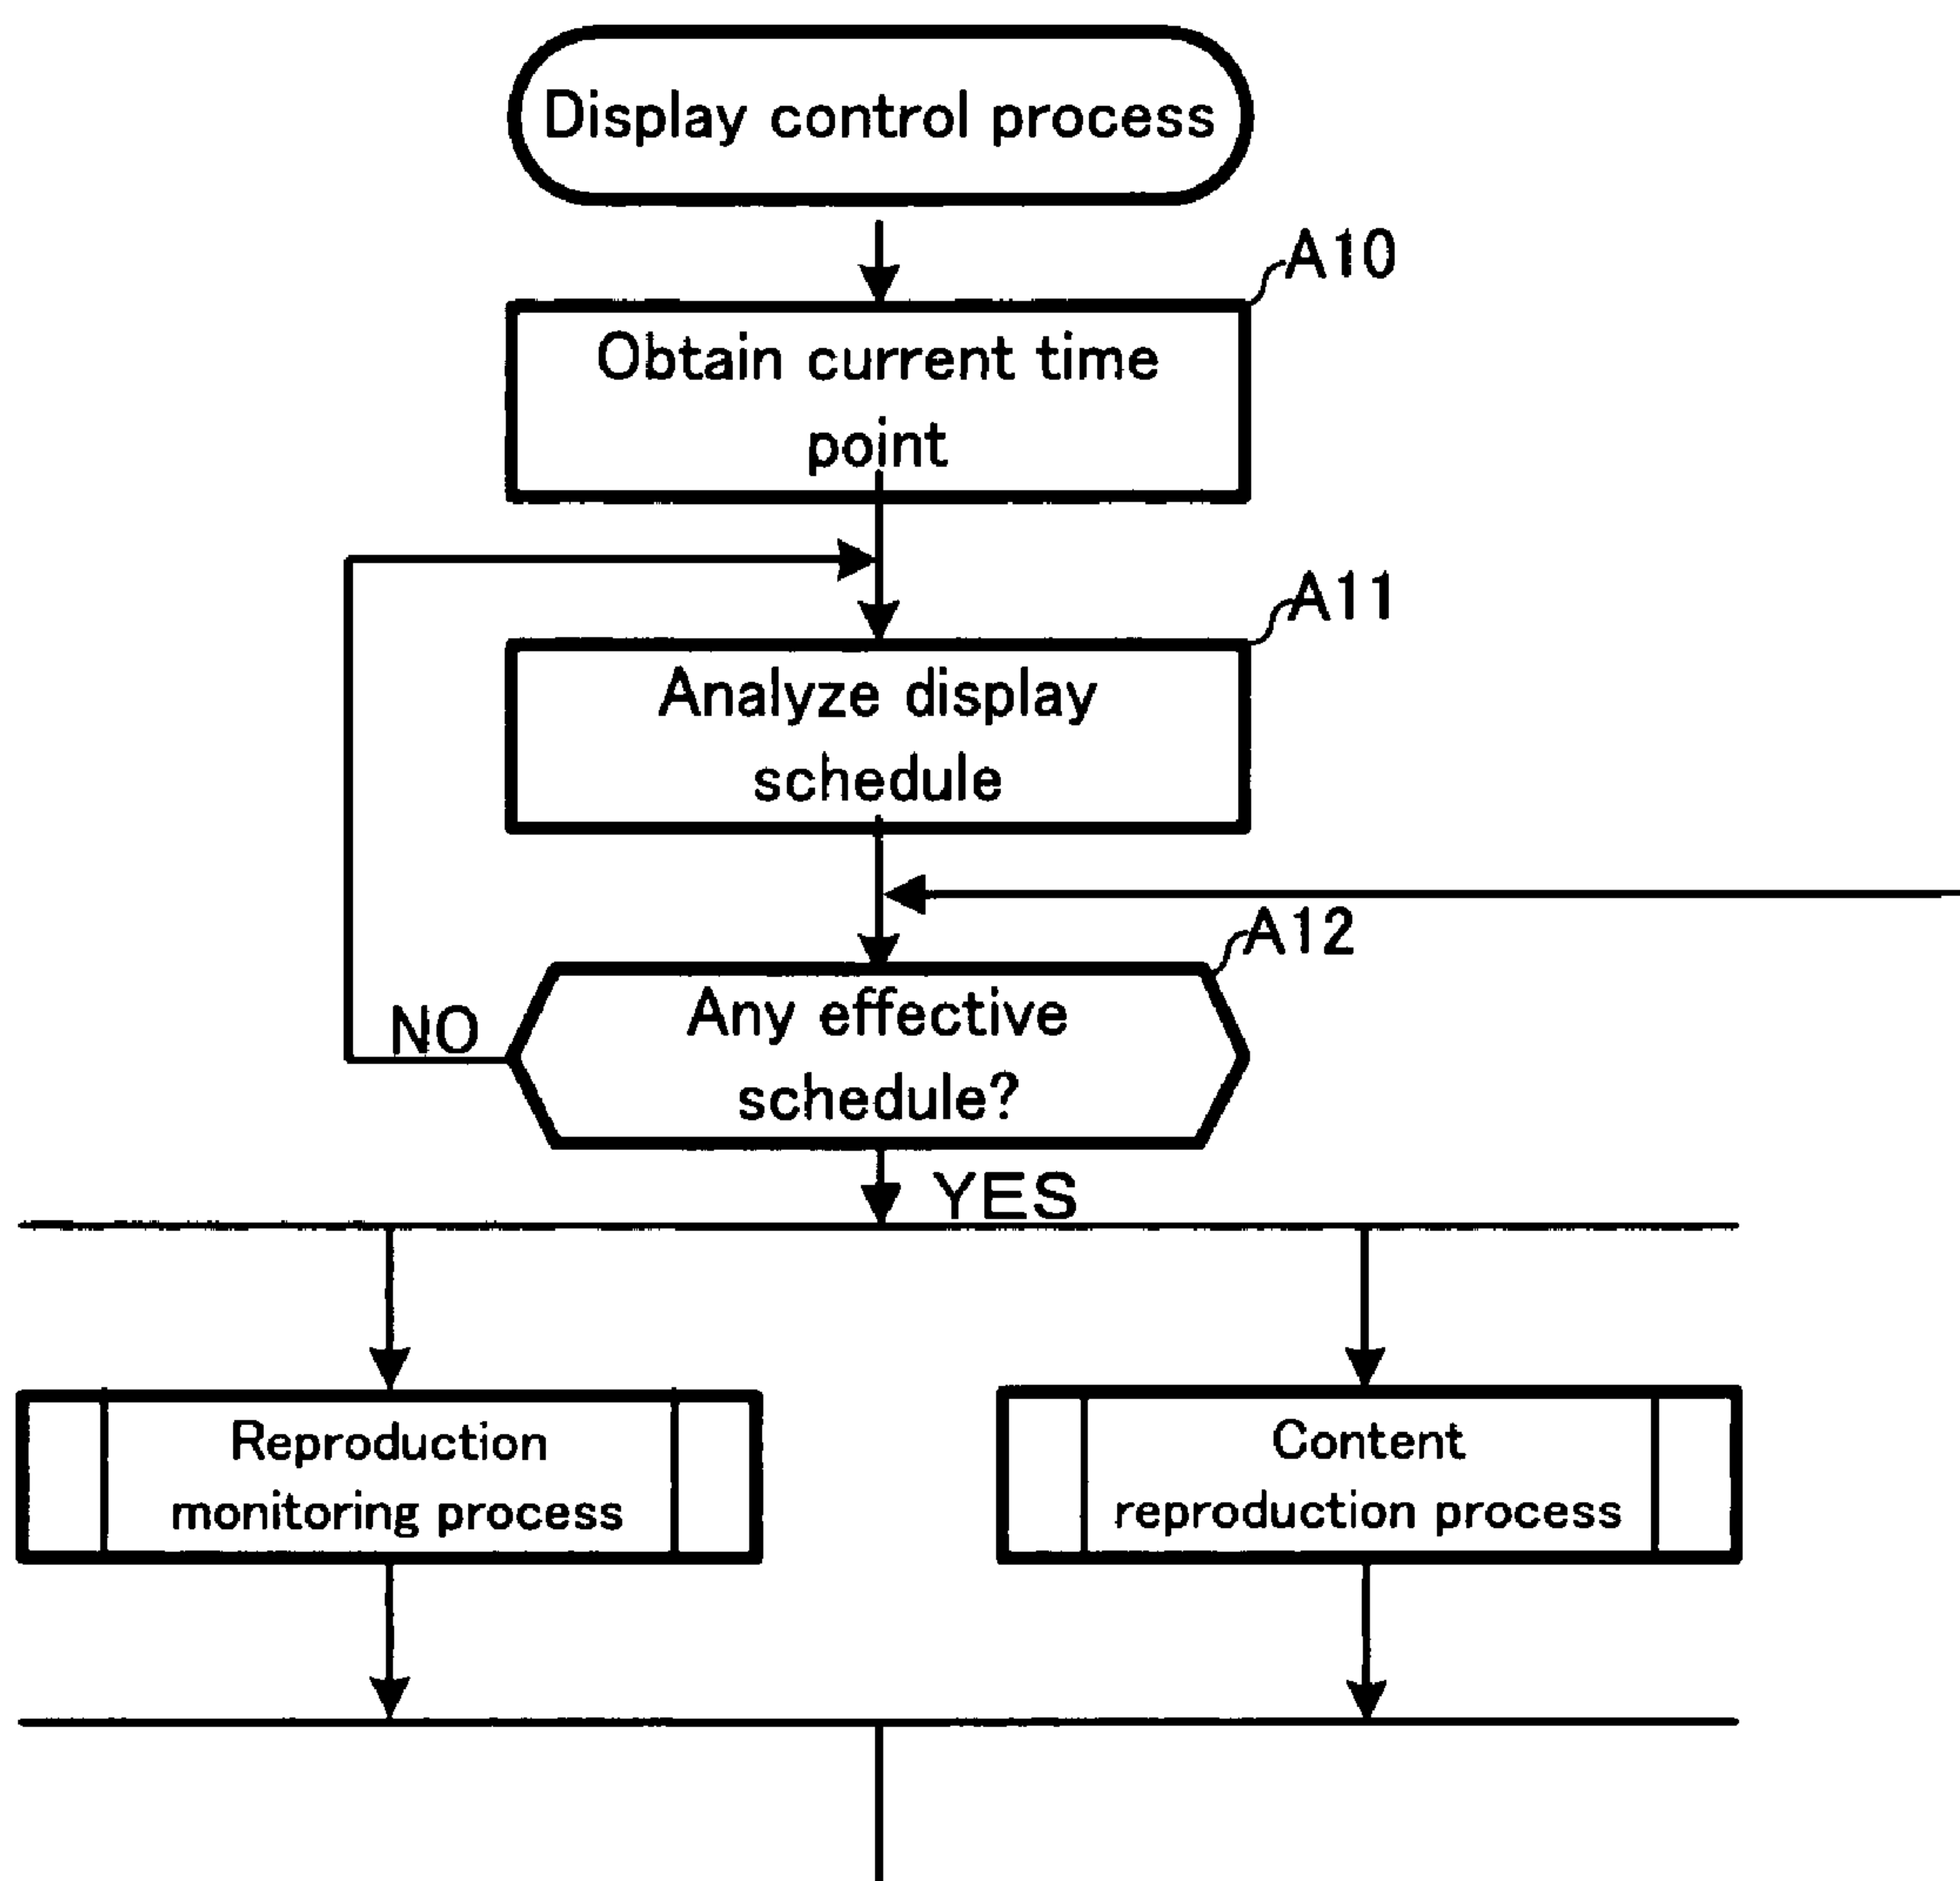 Display control process
A10
Obtain current time
point
A11
Analyze display
schedule
A12
Any effective
schedule?
NO
YES
Reproduction
monitoring process
Content
reproduction process